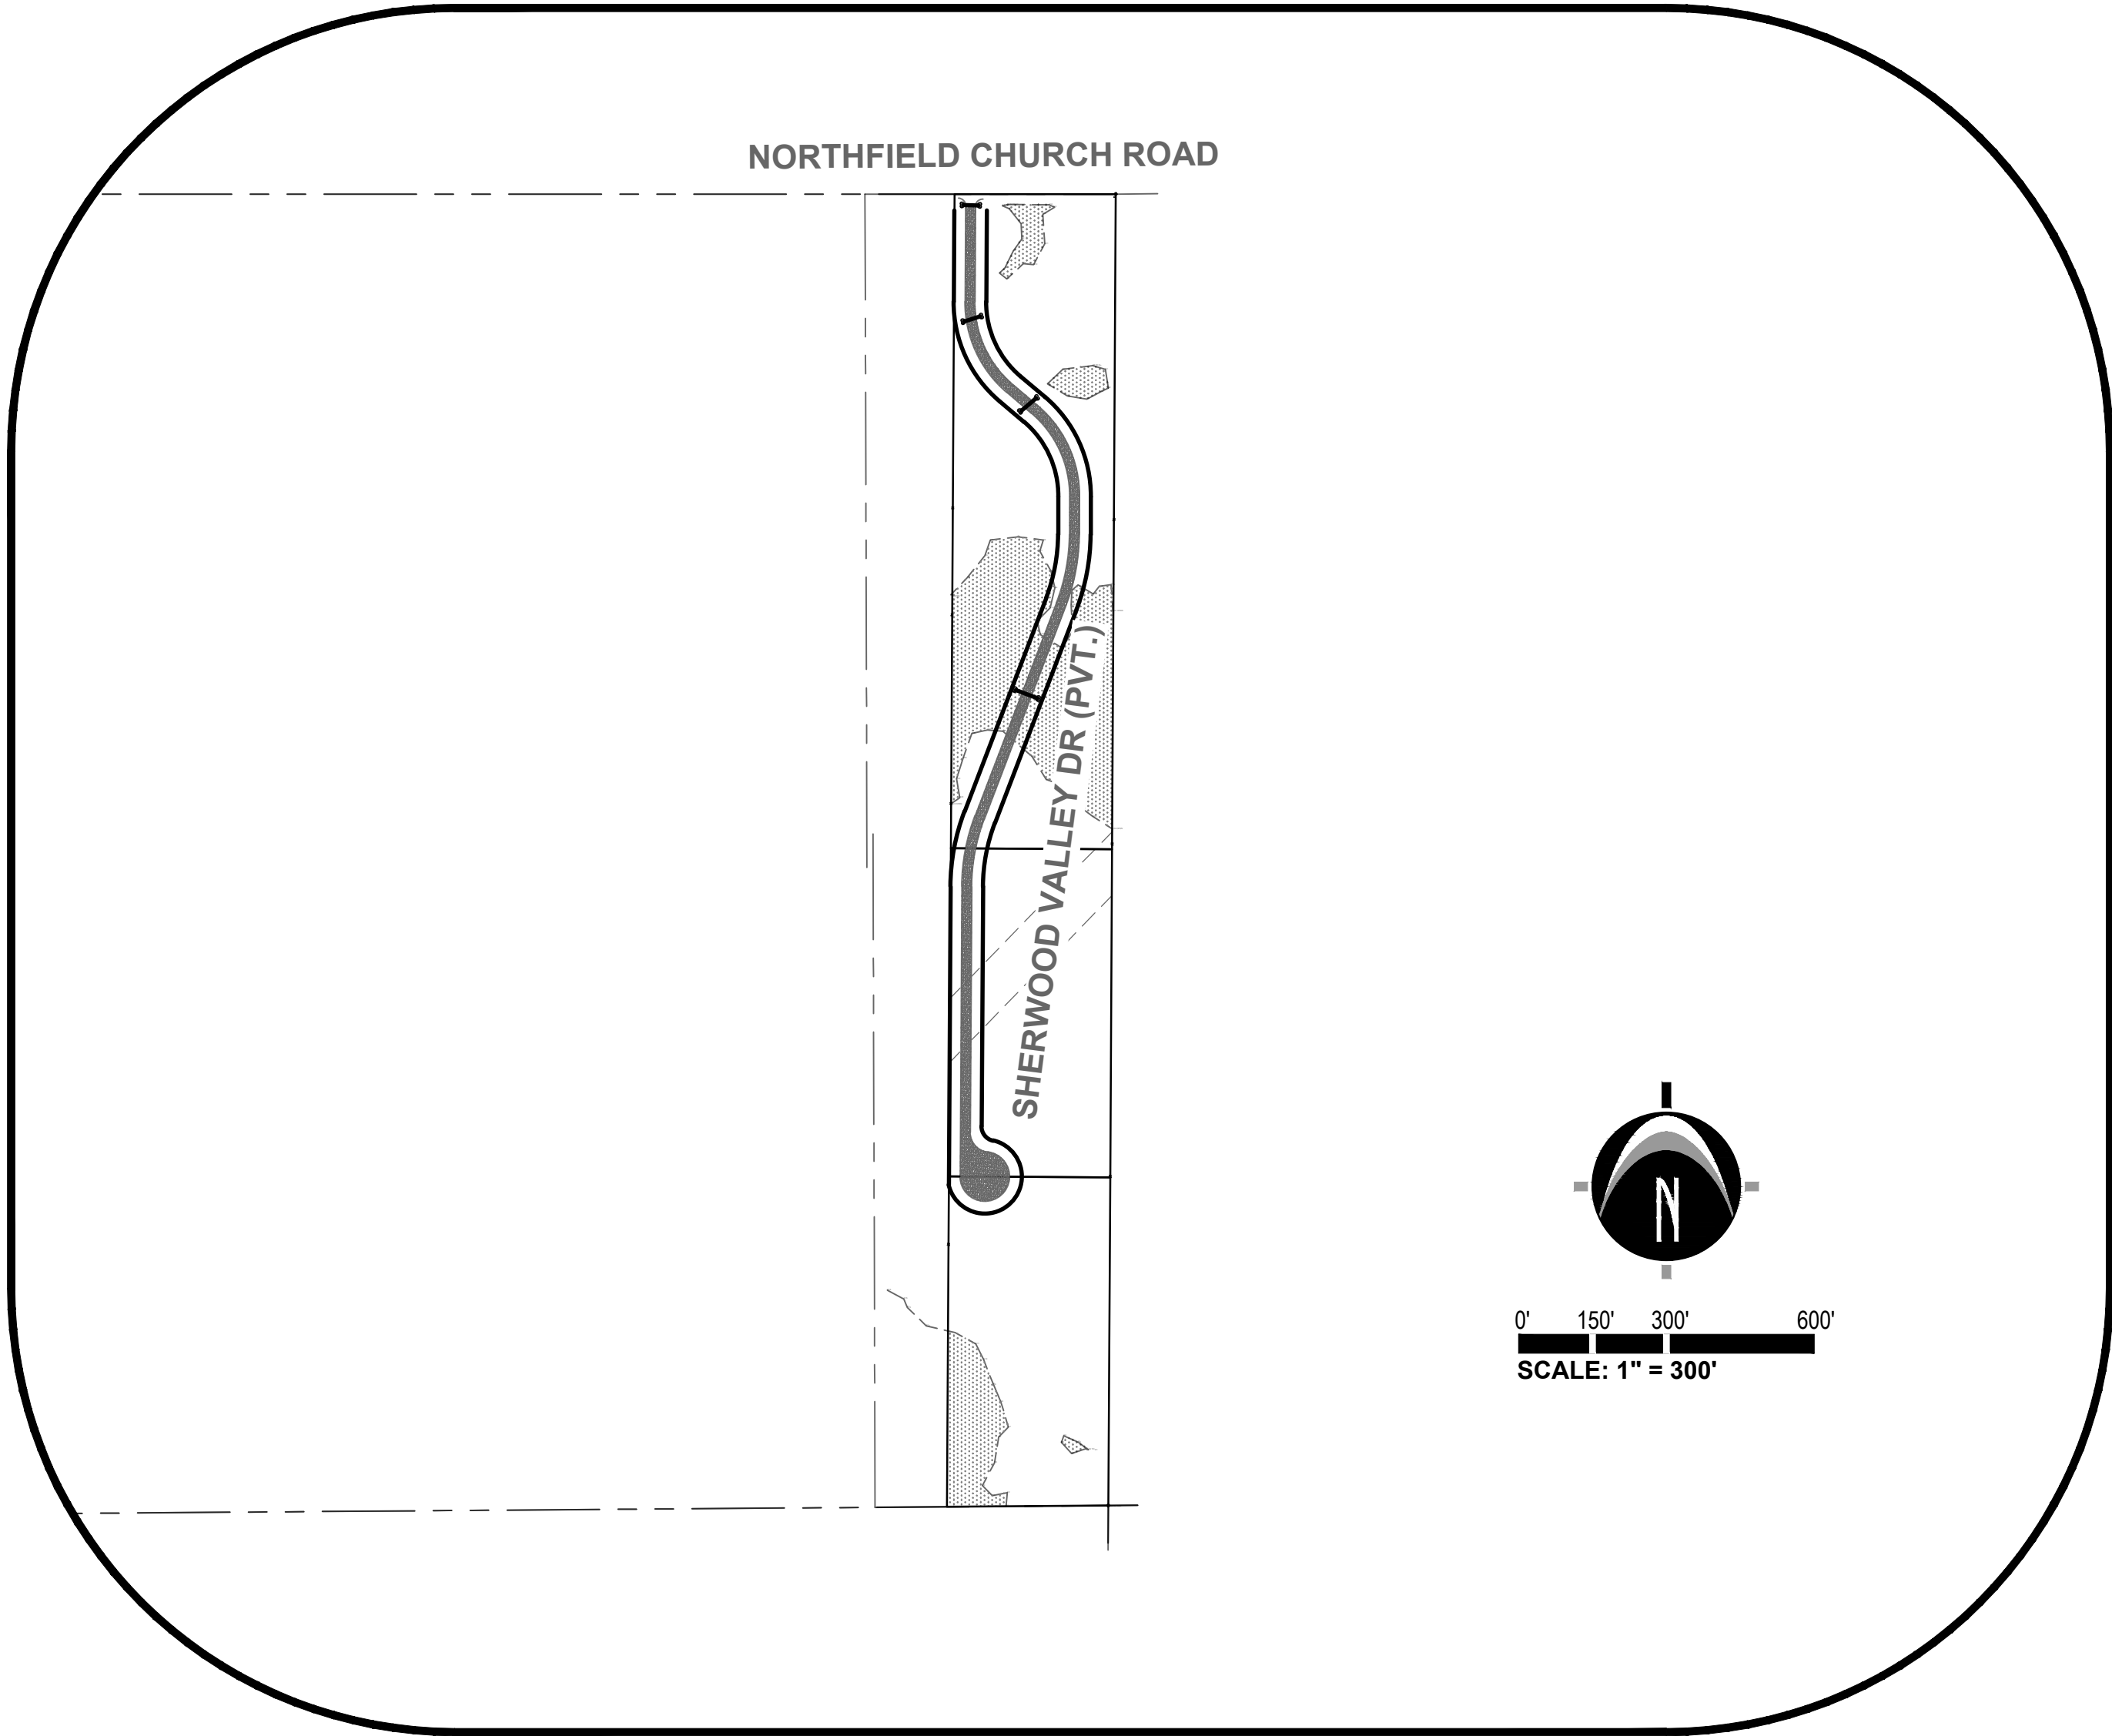 NORTHFIELD CHURCH ROAD
SHERWOOD VALLEY DR (PVT.)
N
0' 150' 300' 600'
SCALE: 1" = 300'